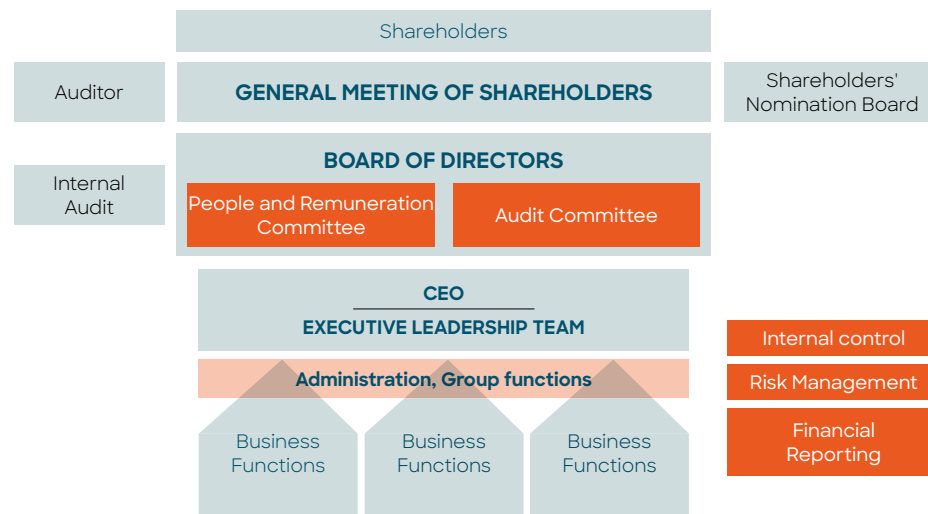 Shareholders
Auditor
GENERAL MEETING OF SHAREHOLDERS
Shareholders'
Nomination Board
BOARD OF DIRECTORS
Internal
Audit
People and Remuneration
Committee
Audit Committee
CEO
EXECUTIVE LEADERSHIP TEAM
Administration, Group functions
Business
Functions
Business
Functions
Business
Functions
Internal control
Risk Management
Financial
Reporting